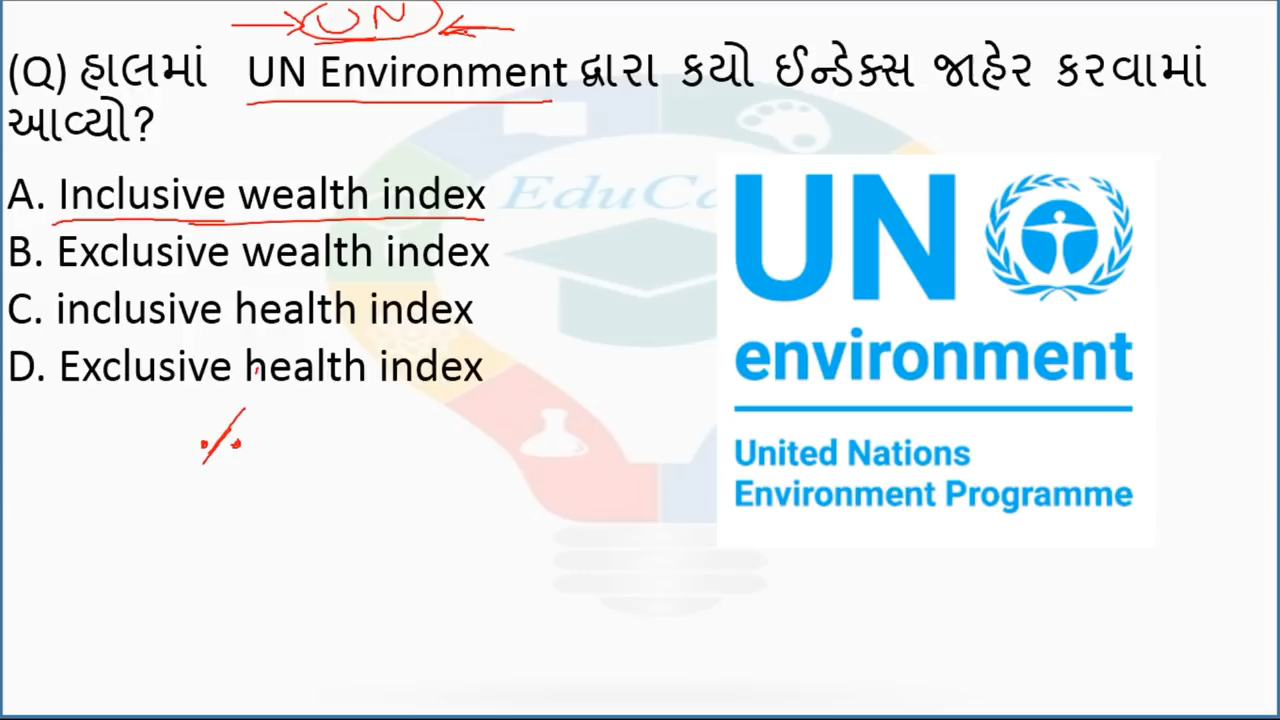 UN
(Q) હાલમાં UN Environment દ્વારા કયો ઈન્ડેક્સ જાહેર કરવામાં
આવ્યો?
A. Inclusive wealth index
B. Exclusive wealth index
C. inclusive health index
D. Exclusive health index
EduCa
UN
environment
United Nations
Environment Programme